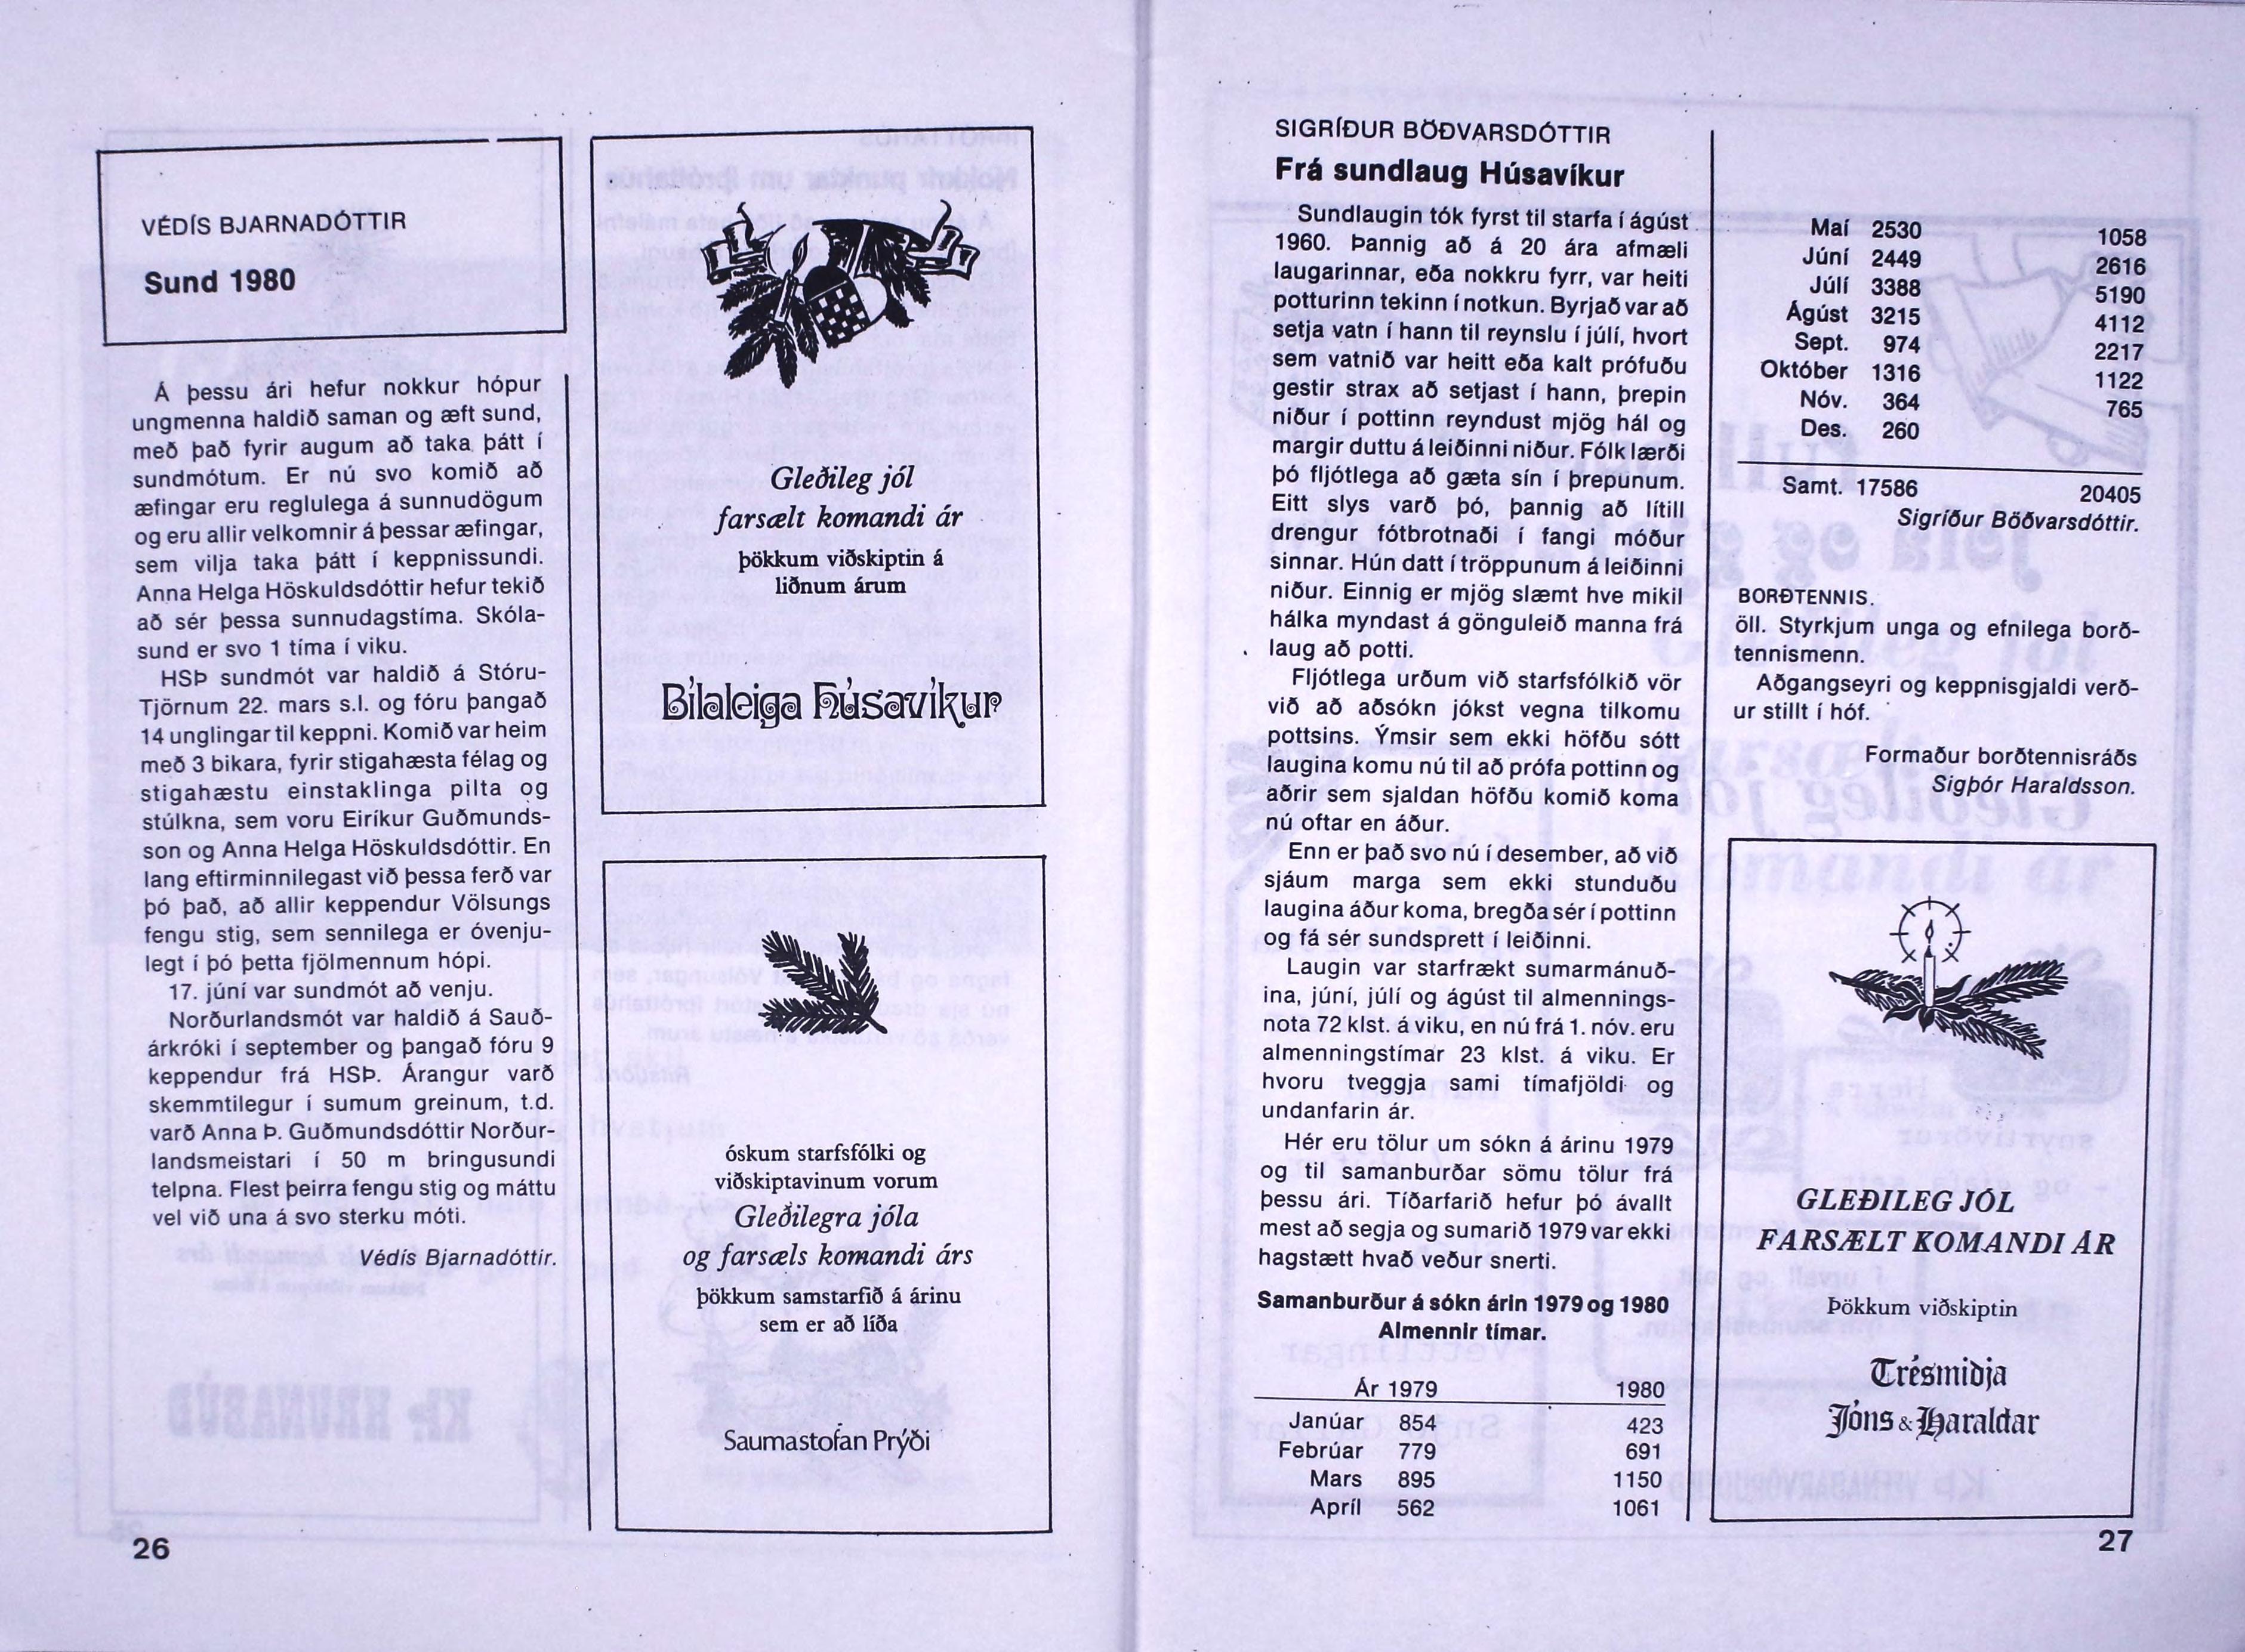 VÉDÍS BJARNADÓTTIR
Sund 1980
Á þessu ári hefur nokkur hópur
ungmenna haldið saman og æft sund,
með það fyrir augum að taka þátt í
sundmótum. Er nú svo komið að
æfingar eru reglulega á sunnudögum
og eru allir velkomnir á þessar æfingar,
sem vilja taka þátt í keppnissundi.
Anna Helga Höskuldsdóttir hefur tekið
að sér þessa sunnudagstíma. Skóla-
sund er svo 1 tíma í viku.
HSÞ sundmót var haldið á Stóru-
Tjörnum 22. mars s.l. og fóru þangað
14 unglingar til keppni. Komið var heim
með 3 bikara, fyrir stigahæsta félag og
stigahæstu einstaklinga pilta og
stúlkna, sem voru Eiríkur Guðmunds-
son og Anna Helga Höskuldsdóttir. En
lang eftirminnilegast við þessa ferð var
þó það, að allir keppendur Völsungs
fengu stig, sem sennilega er óvenju-
legt í þó þetta fjölmennum hópi.
17. júní var sundmót að venju.
Norðurlandsmót var haldið á Sauð-
árkróki í september og þangað fóru 9
keppendur frá HSÞ. Árangur varð
skemmtilegur í sumum greinum, t.d.
varð Anna Þ. Guðmundsdóttir Norður-
landsmeistari í 50 m bringusundi
telpna. Flest þeirra fengu stig og máttu
vel við una á svo sterku móti.
Védís Bjarnadóttir.
26
Gleðileg jól
farsælt komandi ár
þökkum viðskiptin á
liðnum árum
Bílaleiga Húsavíkur
óskum starfsfólki og
viðskiptavinum vorum
Gleðilegra jóla
og farsæls komandi árs
þökkum samstarfið á árinu
sem er að líða
Saumastofan Prýði
SIGRÍÐUR BÖÐVARSDÓTTIR
Frá sundlaug Húsavíkur
Sundlaugin tók fyrst til starfa í ágúst
1960. Þannig að á 20 ára afmæli
laugarinnar, eða nokkru fyrr, var heiti
potturinn tekinn í notkun. Byrjað var að
setja vatn í hann til reynslu í júlí, hvort
sem vatnið var heitt eða kalt prófuðu
gestir strax að setjast í hann, þrepin
niður í pottinn reyndust mjög hál og
margir duttu á leiðinni niður. Fólk lærði
þó fljótlega að gæta sín í þrepunum.
Eitt slys varð þó, þannig að lítill
drengur fótbrotnaði í fangi móður
sinnar. Hún datt í tröppunum á leiðinni
niður. Einnig er mjög slæmt hve mikil
hálka myndast á gönguleið manna frá
laug að potti.
Fljótlega urðum við starfsfólkið vör
við að aðsókn jókst vegna tilkomu
pottsins. Ýmsir sem ekki höfðu sótt
laugina komu nú til að prófa pottinn og
aðrir sem sjaldan höfðu komið koma
nú oftar en áður.
Enn er það svo nú í desember, að við
sjáum marga sem ekki stunduðu
laugina áður koma, bregða sér í pottinn
og fá sér sundsprett í leiðinni.
Laugin var starfrækt sumarmánuð-
ina, júní, júlí og ágúst til almennings-
nota 72 klst. á viku, en nú frá 1. nóv. eru
almenningstímar 23 klst. á viku. Er
hvoru tveggja sami tímafjöldi og
undanfarin ár.
Hér eru tölur um sókn á árinu 1979
og til samanburðar sömu tölur frá
þessu ári. Tíðarfarið hefur þó ávallt
mest að segja og sumarið 1979 var ekki
hagstætt hvað veður snerti.
Samanburður á sókn árin 1979 og 1980
Almennir tímar.
Ár 1979 1980
Janúar 854 423
Febrúar 779 691
Mars 895 1150
Apríl 562 1061
Maí 2530 1058
Júní 2449 2616
Júlí 3388 5190
Ágúst 3215 4112
Sept. 974 2217
Október 1316 1122
Nóv. 364 765
Des. 260
Samt. 17586 20405
Sigríður Böðvarsdóttir.
BORÐTENNIS.
öll. Styrkjum unga og efnilega borð-
tennismenn.
Aðgangseyri og keppnisgjaldi verð-
ur stillt í hóf.
Formaður borðtennisráðs
Sigþór Haraldsson.
GLEÐILEG JÓL
FARSÆLT KOMANDI ÁR
Þökkum viðskiptin
Trésmiðja
Jóns & Haraldar
27